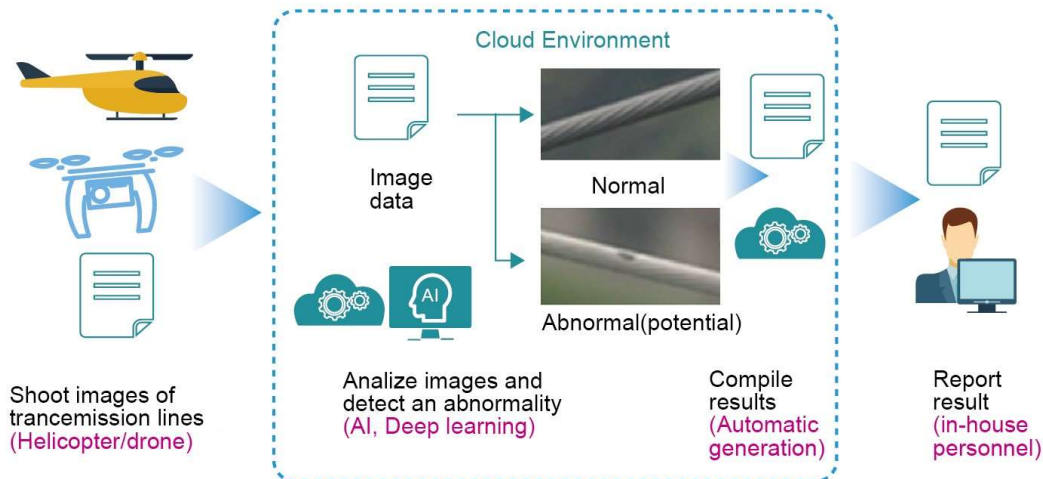 Cloud Environment
Image
data
Normal
AI
Abnormal(potential)
Shoot images of
trancemission lines
(Helicopter/drone)
Analize images and
detect an abnormality
(AI, Deep learning)
Compile
results
(Automatic
generation)
Report
result
(in-house
personnel)